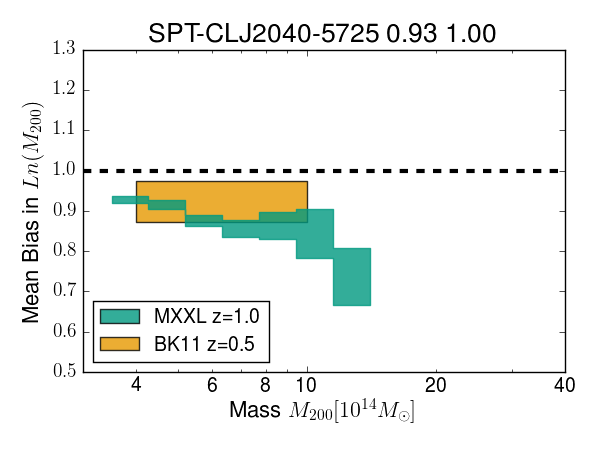 SPT-CLJ2040-5725 0.93 1.00
1.3
1.2
1.1
1.0
0.9
0.8
0.7
0.6
0.5
Mean Bias in Ln(M₂₀₀)
MXXL z=1.0
BK11 z=0.5
4 6 8 10 20 40
Mass M₂₀₀[10¹⁴M☉]